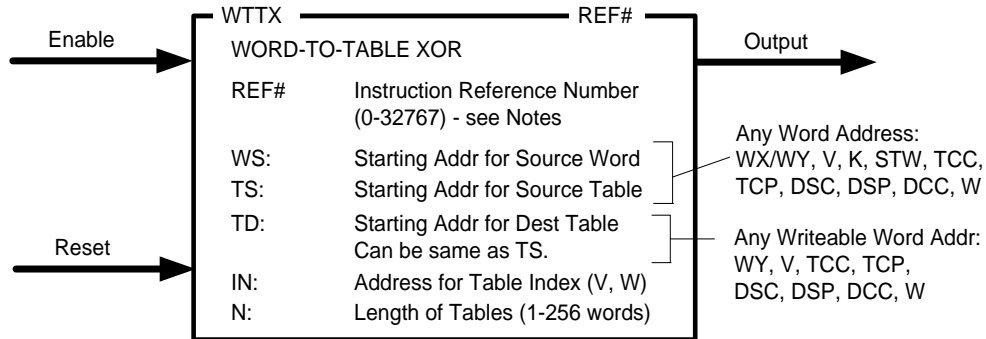 WTTX REF#
Enable
WORD-TO-TABLE XOR
Output
REF# Instruction Reference Number
(0-32767) - see Notes
WS: Starting Addr for Source Word
TS: Starting Addr for Source Table
Any Word Address:
WX/WY, V, K, STW, TCC,
TCP, DSC, DSP, DCC, W
TD: Starting Addr for Dest Table
Can be same as TS.
Any Writeable Word Addr:
WY, V, TCC, TCP,
DSC, DSP, DCC, W
Reset
IN: Address for Table Index (V, W)
N: Length of Tables (1-256 words)